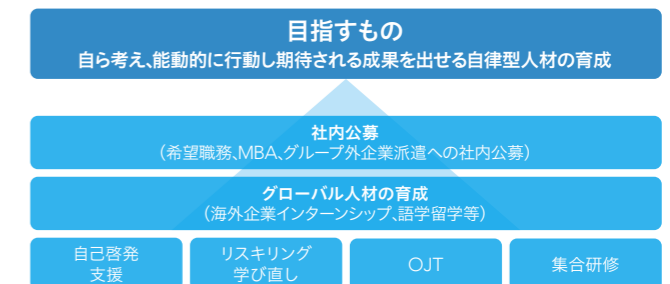 目指すもの
自ら考え、能動的に行動し期待される成果を出せる自律型人材の育成
社内公募
（希望職務、MBA、グループ外企業派遣への社内公募）
グローバル人材の育成
（海外企業インターンシップ、語学留学等）
自己啓発
支援
リスキリング
学び直し
OJT
集合研修